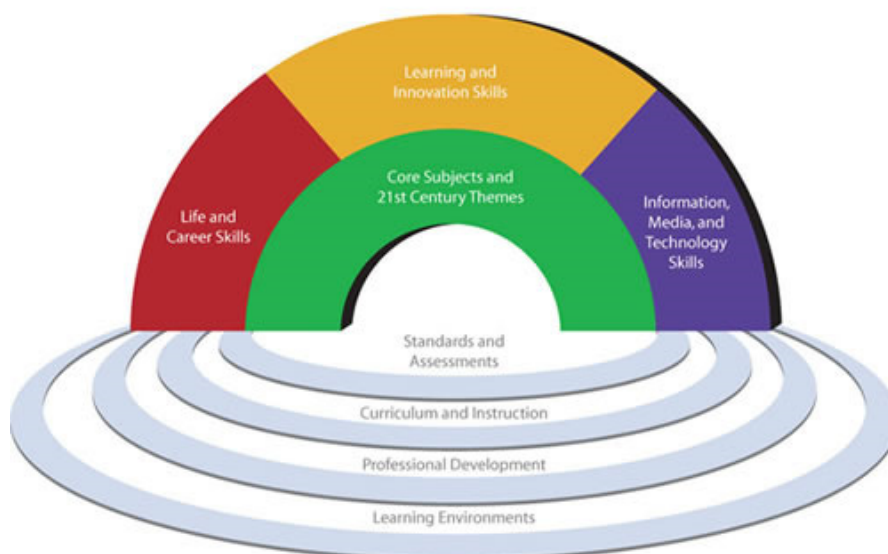 Learning and
Innovation Skills
Core Subjects and
21st Century Themes
Life and
Career Skills
Information,
Media, and
Technology
Skills
Standards and
Assessments
Curriculum and Instruction
Professional Development
Learning Environments